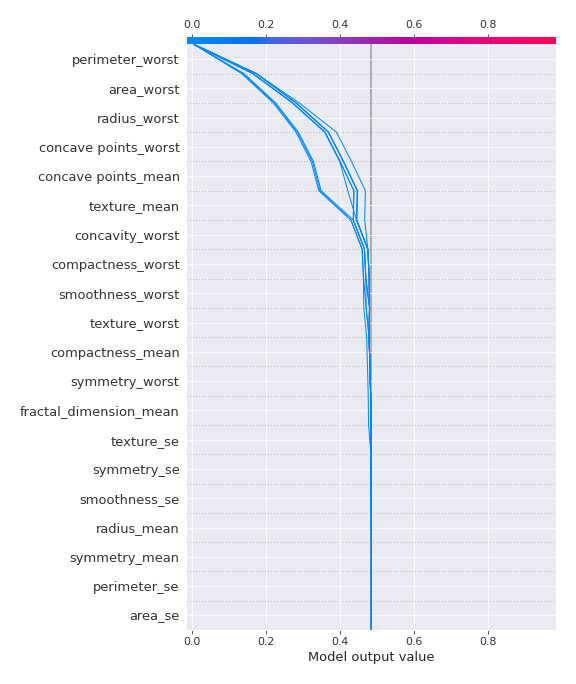 0.0 0.2 0.4 0.6 0.8
perimeter_worst
area_worst
radius_worst
concave points_worst
concave points_mean
texture_mean
concavity_worst
compactness_worst
smoothness_worst
texture_worst
compactness_mean
symmetry_worst
fractal_dimension_mean
texture_se
symmetry_se
smoothness_se
radius_mean
symmetry_mean
perimeter_se
area_se
0.0 0.2 0.4 0.6 0.8
Model output value